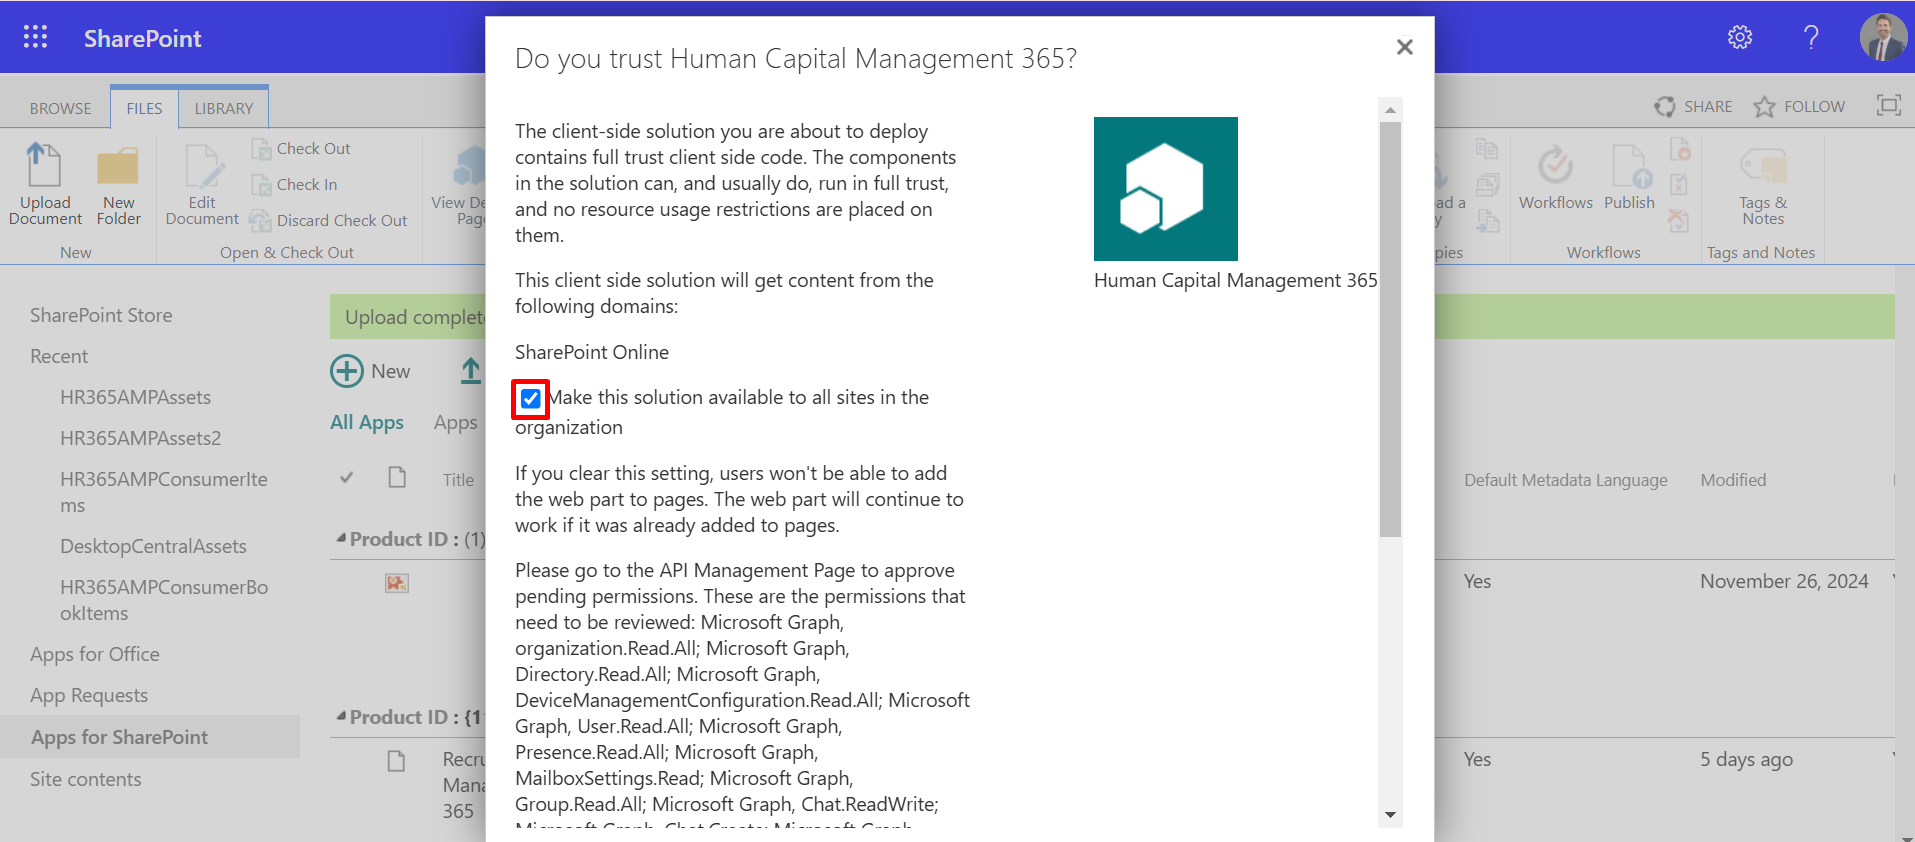 SharePoint
BROWSE
FILES
LIBRARY
SHARE
FOLLOW
Upload
Document
New
Folder
New
Edit
Document
Check Out
Check In
Discard Check Out
Open & Check Out
View De
Page
Workflows
Publish
Workflows
Tags &
Notes
Tags and Notes
SharePoint Store
Recent
HR365AMPAssets
HR365AMPAssets2
HR365AMPConsumerIte
ms
DesktopCentralAssets
HR365AMPConsumerBo
okItems
Apps for Office
App Requests
Apps for SharePoint
Site contents
Upload complet
New
All Apps
Apps
Title
Default Metadata Language
Modified
Product ID : (1)
Yes
November 26, 2024
Product ID : {1
Recru
Mana
365
Yes
5 days ago
Do you trust Human Capital Management 365?
The client-side solution you are about to deploy
contains full trust client side code. The components
in the solution can, and usually do, run in full trust,
and no resource usage restrictions are placed on
them.
This client side solution will get content from the
following domains:
SharePoint Online
Make this solution available to all sites in the
organization
If you clear this setting, users won't be able to add
the web part to pages. The web part will continue to
work if it was already added to pages.
Please go to the API Management Page to approve
pending permissions. These are the permissions that
need to be reviewed: Microsoft Graph,
organization.Read.All; Microsoft Graph,
Directory.Read.All; Microsoft Graph,
DeviceManagementConfiguration.Read.All; Microsoft
Graph, User.Read.All; Microsoft Graph,
Presence.Read.All; Microsoft Graph,
MailboxSettings.Read; Microsoft Graph,
Group.Read.All; Microsoft Graph, Chat.ReadWrite;
Microsoft Graph, Chat.Create; Microsoft Graph,
Human Capital Management 365